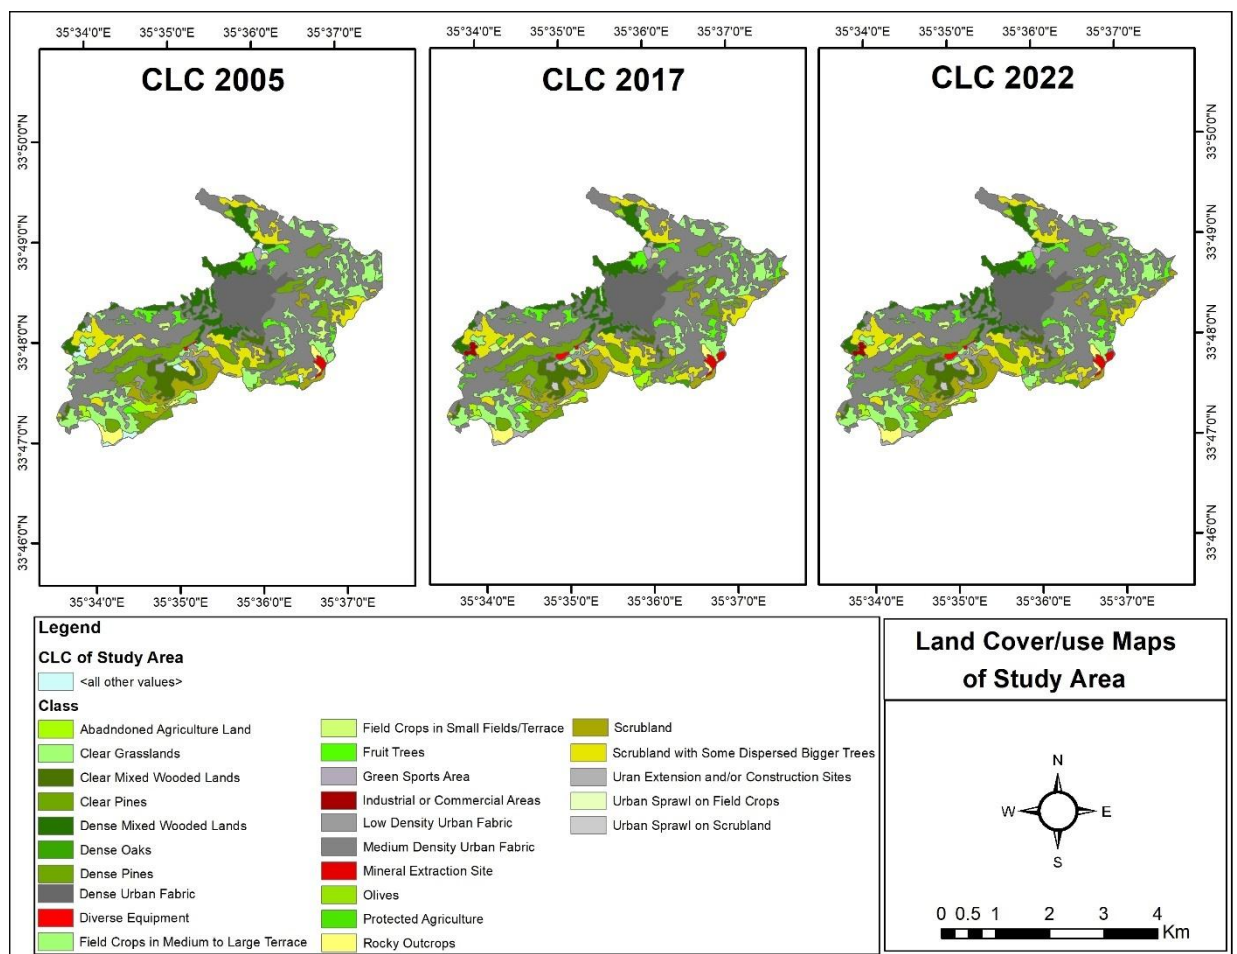 35°34'0"E 35°35'0"E 35°36'0"E 35°37'0"E
35°34'0"E 35°35'0"E 35°36'0"E 35°37'0"E
35°34'0"E 35°35'0"E 35°36'0"E 35°37'0"E
CLC 2005
CLC 2017
CLC 2022
33°50'0"N
33°49'0"N
33°48'0"N
33°47'0"N
33°46'0"N
33°50'0"N
33°49'0"N
33°48'0"N
33°47'0"N
33°46'0"N
35°34'0"E 35°35'0"E 35°36'0"E 35°37'0"E
35°34'0"E 35°35'0"E 35°36'0"E 35°37'0"E
35°34'0"E 35°35'0"E 35°36'0"E 35°37'0"E
Legend
CLC of Study Area
<all other values>
Class
Abadndoned Agriculture Land
Clear Grasslands
Clear Mixed Wooded Lands
Clear Pines
Dense Mixed Wooded Lands
Dense Oaks
Dense Pines
Dense Urban Fabric
Diverse Equipment
Field Crops in Medium to Large Terrace
Field Crops in Small Fields/Terrace
Fruit Trees
Green Sports Area
Industrial or Commercial Areas
Low Density Urban Fabric
Medium Density Urban Fabric
Mineral Extraction Site
Olives
Protected Agriculture
Rocky Outcrops
Scrubland
Scrubland with Some Dispersed Bigger Trees
Uran Extension and/or Construction Sites
Urban Sprawl on Field Crops
Urban Sprawl on Scrubland
Land Cover/use Maps
of Study Area
N
W E
S
0 0.5 1 2 3 4
Km